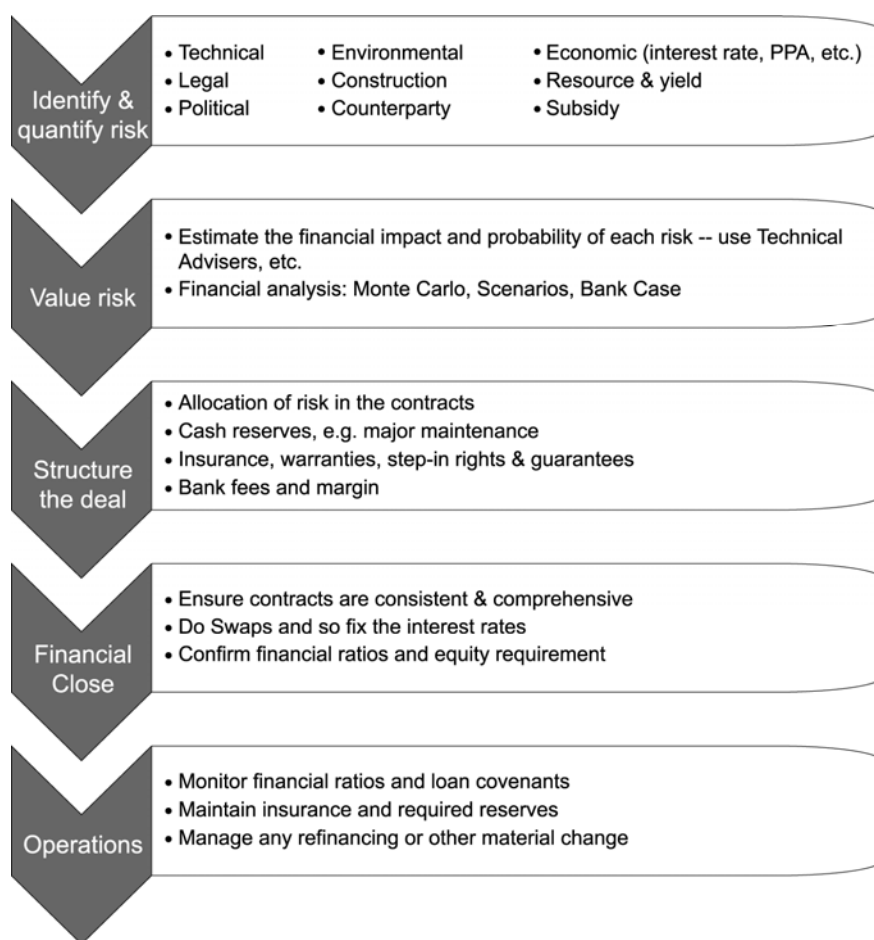 Identify &
quantify risk
• Technical
• Legal
• Political
• Environmental
• Construction
• Counterparty
• Economic (interest rate, PPA, etc.)
• Resource & yield
• Subsidy
Value risk
• Estimate the financial impact and probability of each risk -- use Technical
Advisers, etc.
• Financial analysis: Monte Carlo, Scenarios, Bank Case
Structure
the deal
• Allocation of risk in the contracts
• Cash reserves, e.g. major maintenance
• Insurance, warranties, step-in rights & guarantees
• Bank fees and margin
Financial
Close
• Ensure contracts are consistent & comprehensive
• Do Swaps and so fix the interest rates
• Confirm financial ratios and equity requirement
Operations
• Monitor financial ratios and loan covenants
• Maintain insurance and required reserves
• Manage any refinancing or other material change